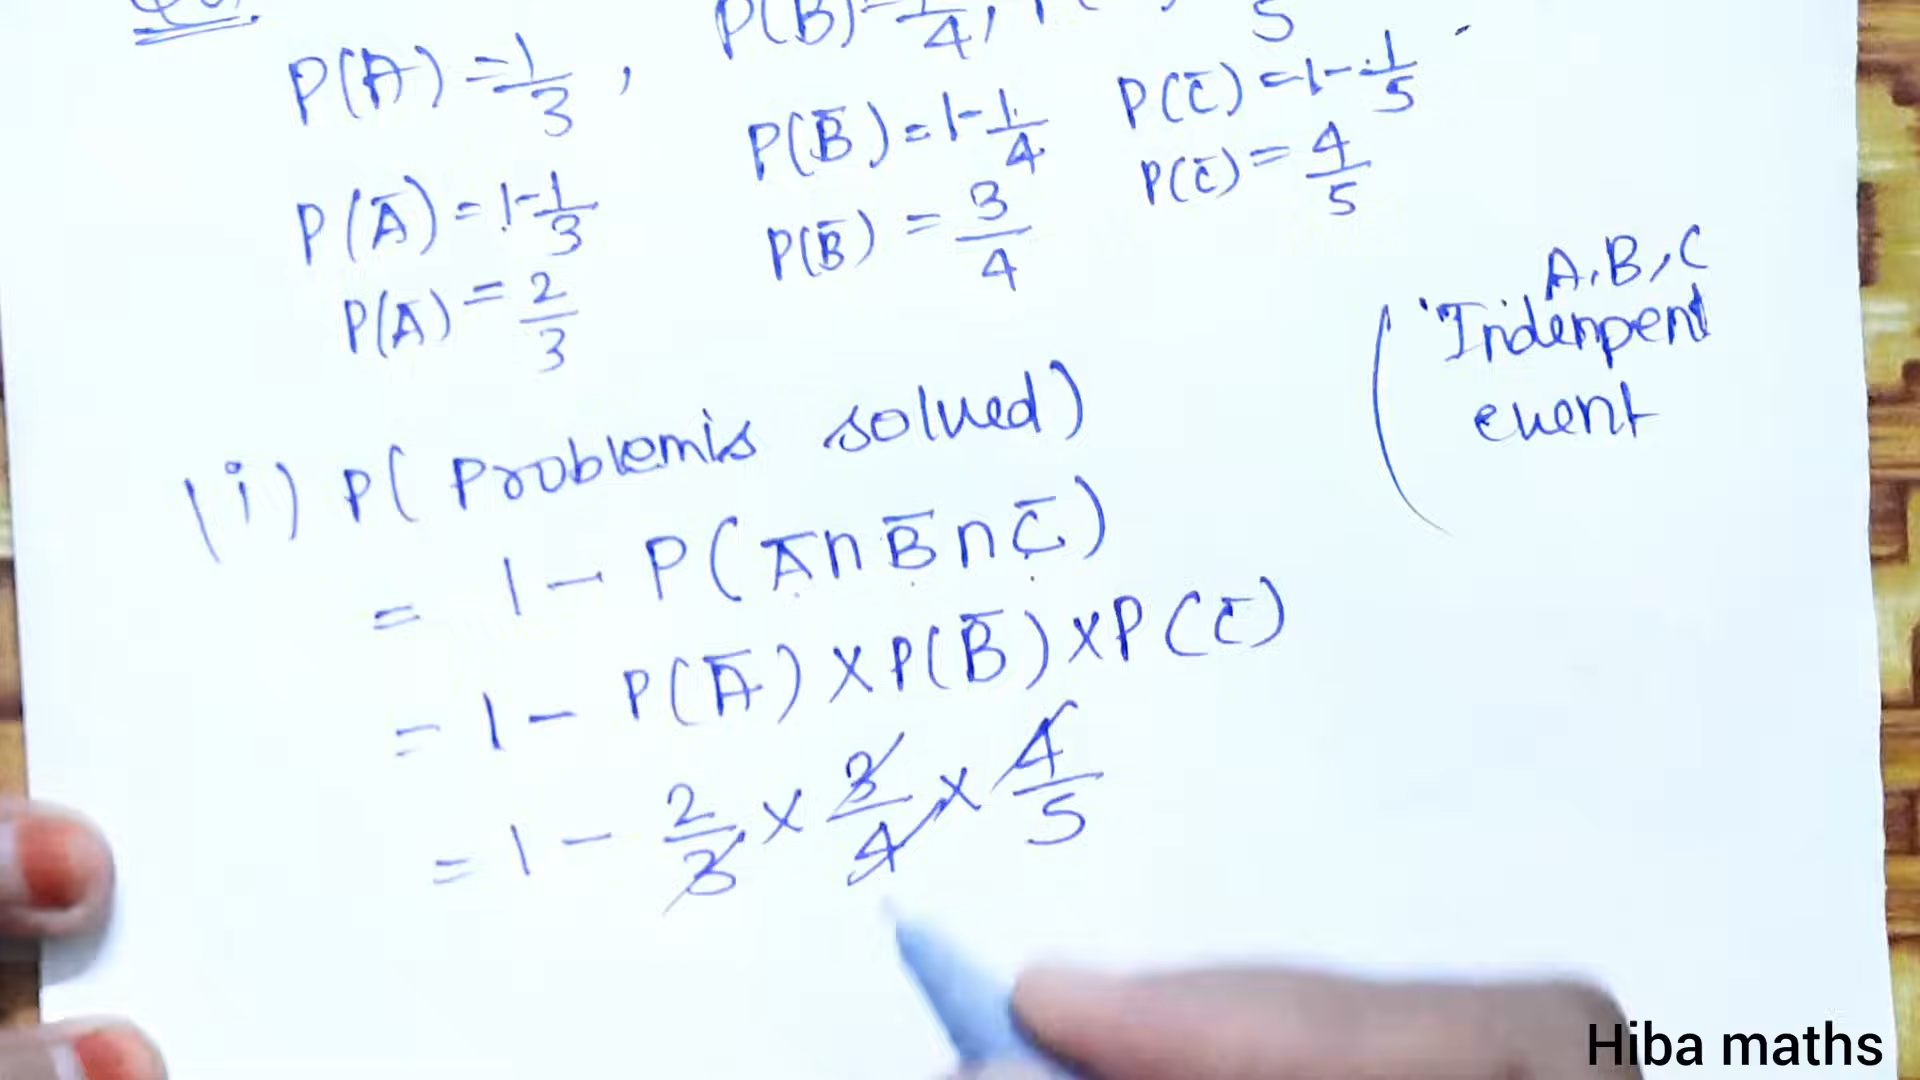 P(A) = 1/3 , P(B) = 1/4,
P(B̄) = 1 - 1/4 P(C̄) = 1 - 1/5
P(Ā) = 1 - 1/3 P(B̄) = 3/4 P(C̄) = 4/5
P(Ā) = 2/3
A, B, C
Indenpent
event
(i) P( Problem is solved)
= 1 - P(Ā∩B̄∩C̄)
= 1 - P(Ā) × P(B̄) × P(C̄)
= 1 - 2/3 × 3/4 × 4/5
Hiba maths